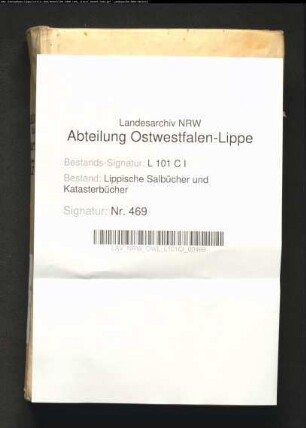 Landesarchiv NRW
Abteilung Ostwestfalen-Lippe
Bestands-Signatur: L 101 C I
Bestand: Lippische Salbücher und
Katasterbücher
Signatur: Nr. 469